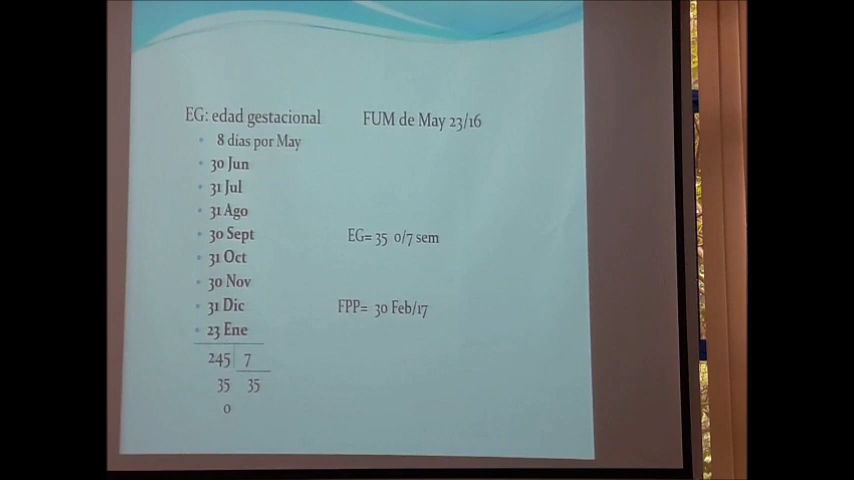 EG: edad gestacional
FUM de May 23/16
8 dias por May
30 Jun
31 Jul
31 Ago
30 Sept
EG= 35 0/7 sem
31 Oct
30 Nov
31 Dic
FPP= 30 Feb/17
23 Ene
245 7
35 35
0